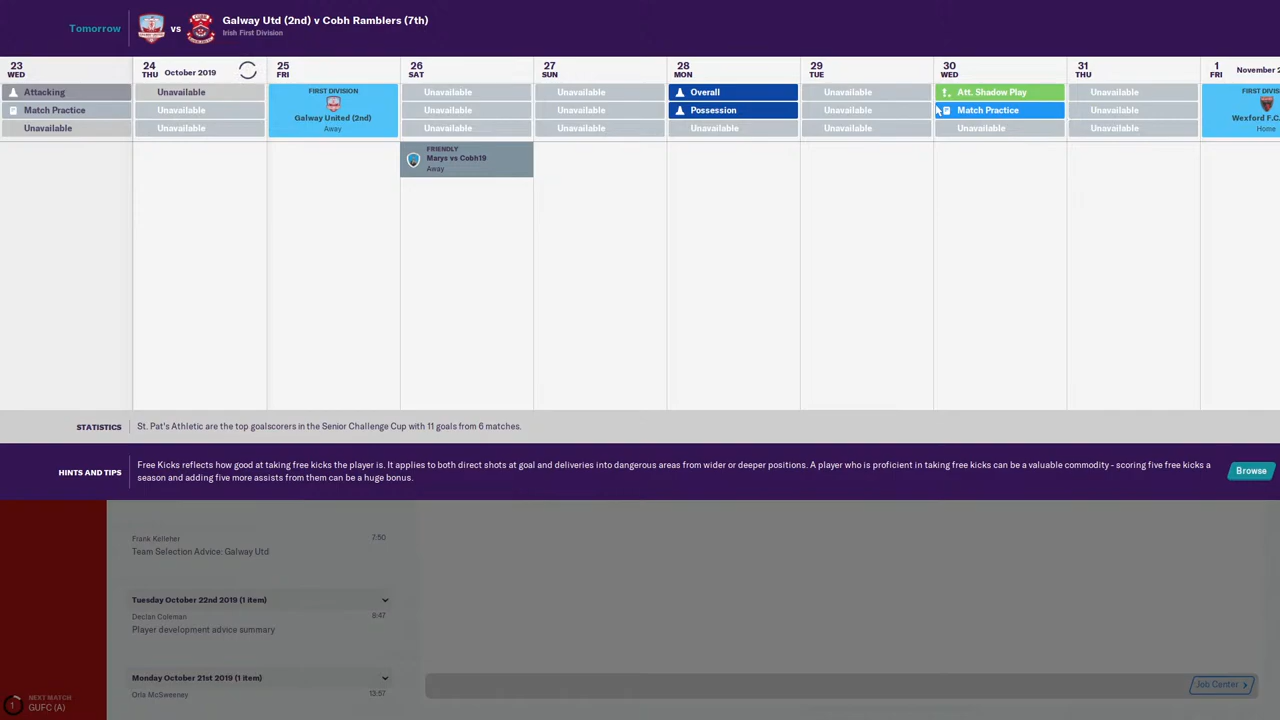 Tomorrow
vs
Galway Utd (2nd) v Cobh Ramblers (7th)
Irish First Division
23
WED
24
THU
October 2019
25
FRI
26
SAT
27
SUN
28
MON
29
TUE
30
WED
31
THU
1
FRI
November 2
Attacking
Match Practice
Unavailable
Unavailable
Unavailable
Unavailable
FIRST DIVISION
Galway United (2nd)
Away
Unavailable
Unavailable
Unavailable
FRIENDLY
Marys vs Cobh19
Away
Unavailable
Unavailable
Unavailable
Overall
Possession
Unavailable
Unavailable
Unavailable
Unavailable
Att. Shadow Play
Match Practice
Unavailable
Unavailable
Unavailable
Unavailable
FIRST DIVIS
Wexford F.C.
Home
STATISTICS
St. Pat's Athletic are the top goalscorers in the Senior Challenge Cup with 11 goals from 6 matches.
HINTS AND TIPS
Free Kicks reflects how good at taking free kicks the player is. It applies to both direct shots at goal and deliveries into dangerous areas from wider or deeper positions. A player who is proficient in taking free kicks can be a valuable commodity - scoring five free kicks a
season and adding five more assists from them can be a huge bonus.
Browse
Frank Kelleher
7:50
Team Selection Advice: Galway Utd
Tuesday October 22nd 2019 (1 item)
Declan Coleman
8:47
Player development advice summary
Monday October 21st 2019 (1 item)
Orla McSweeney
13:57
Job Center
1
NEXT MATCH
GUFC (A)